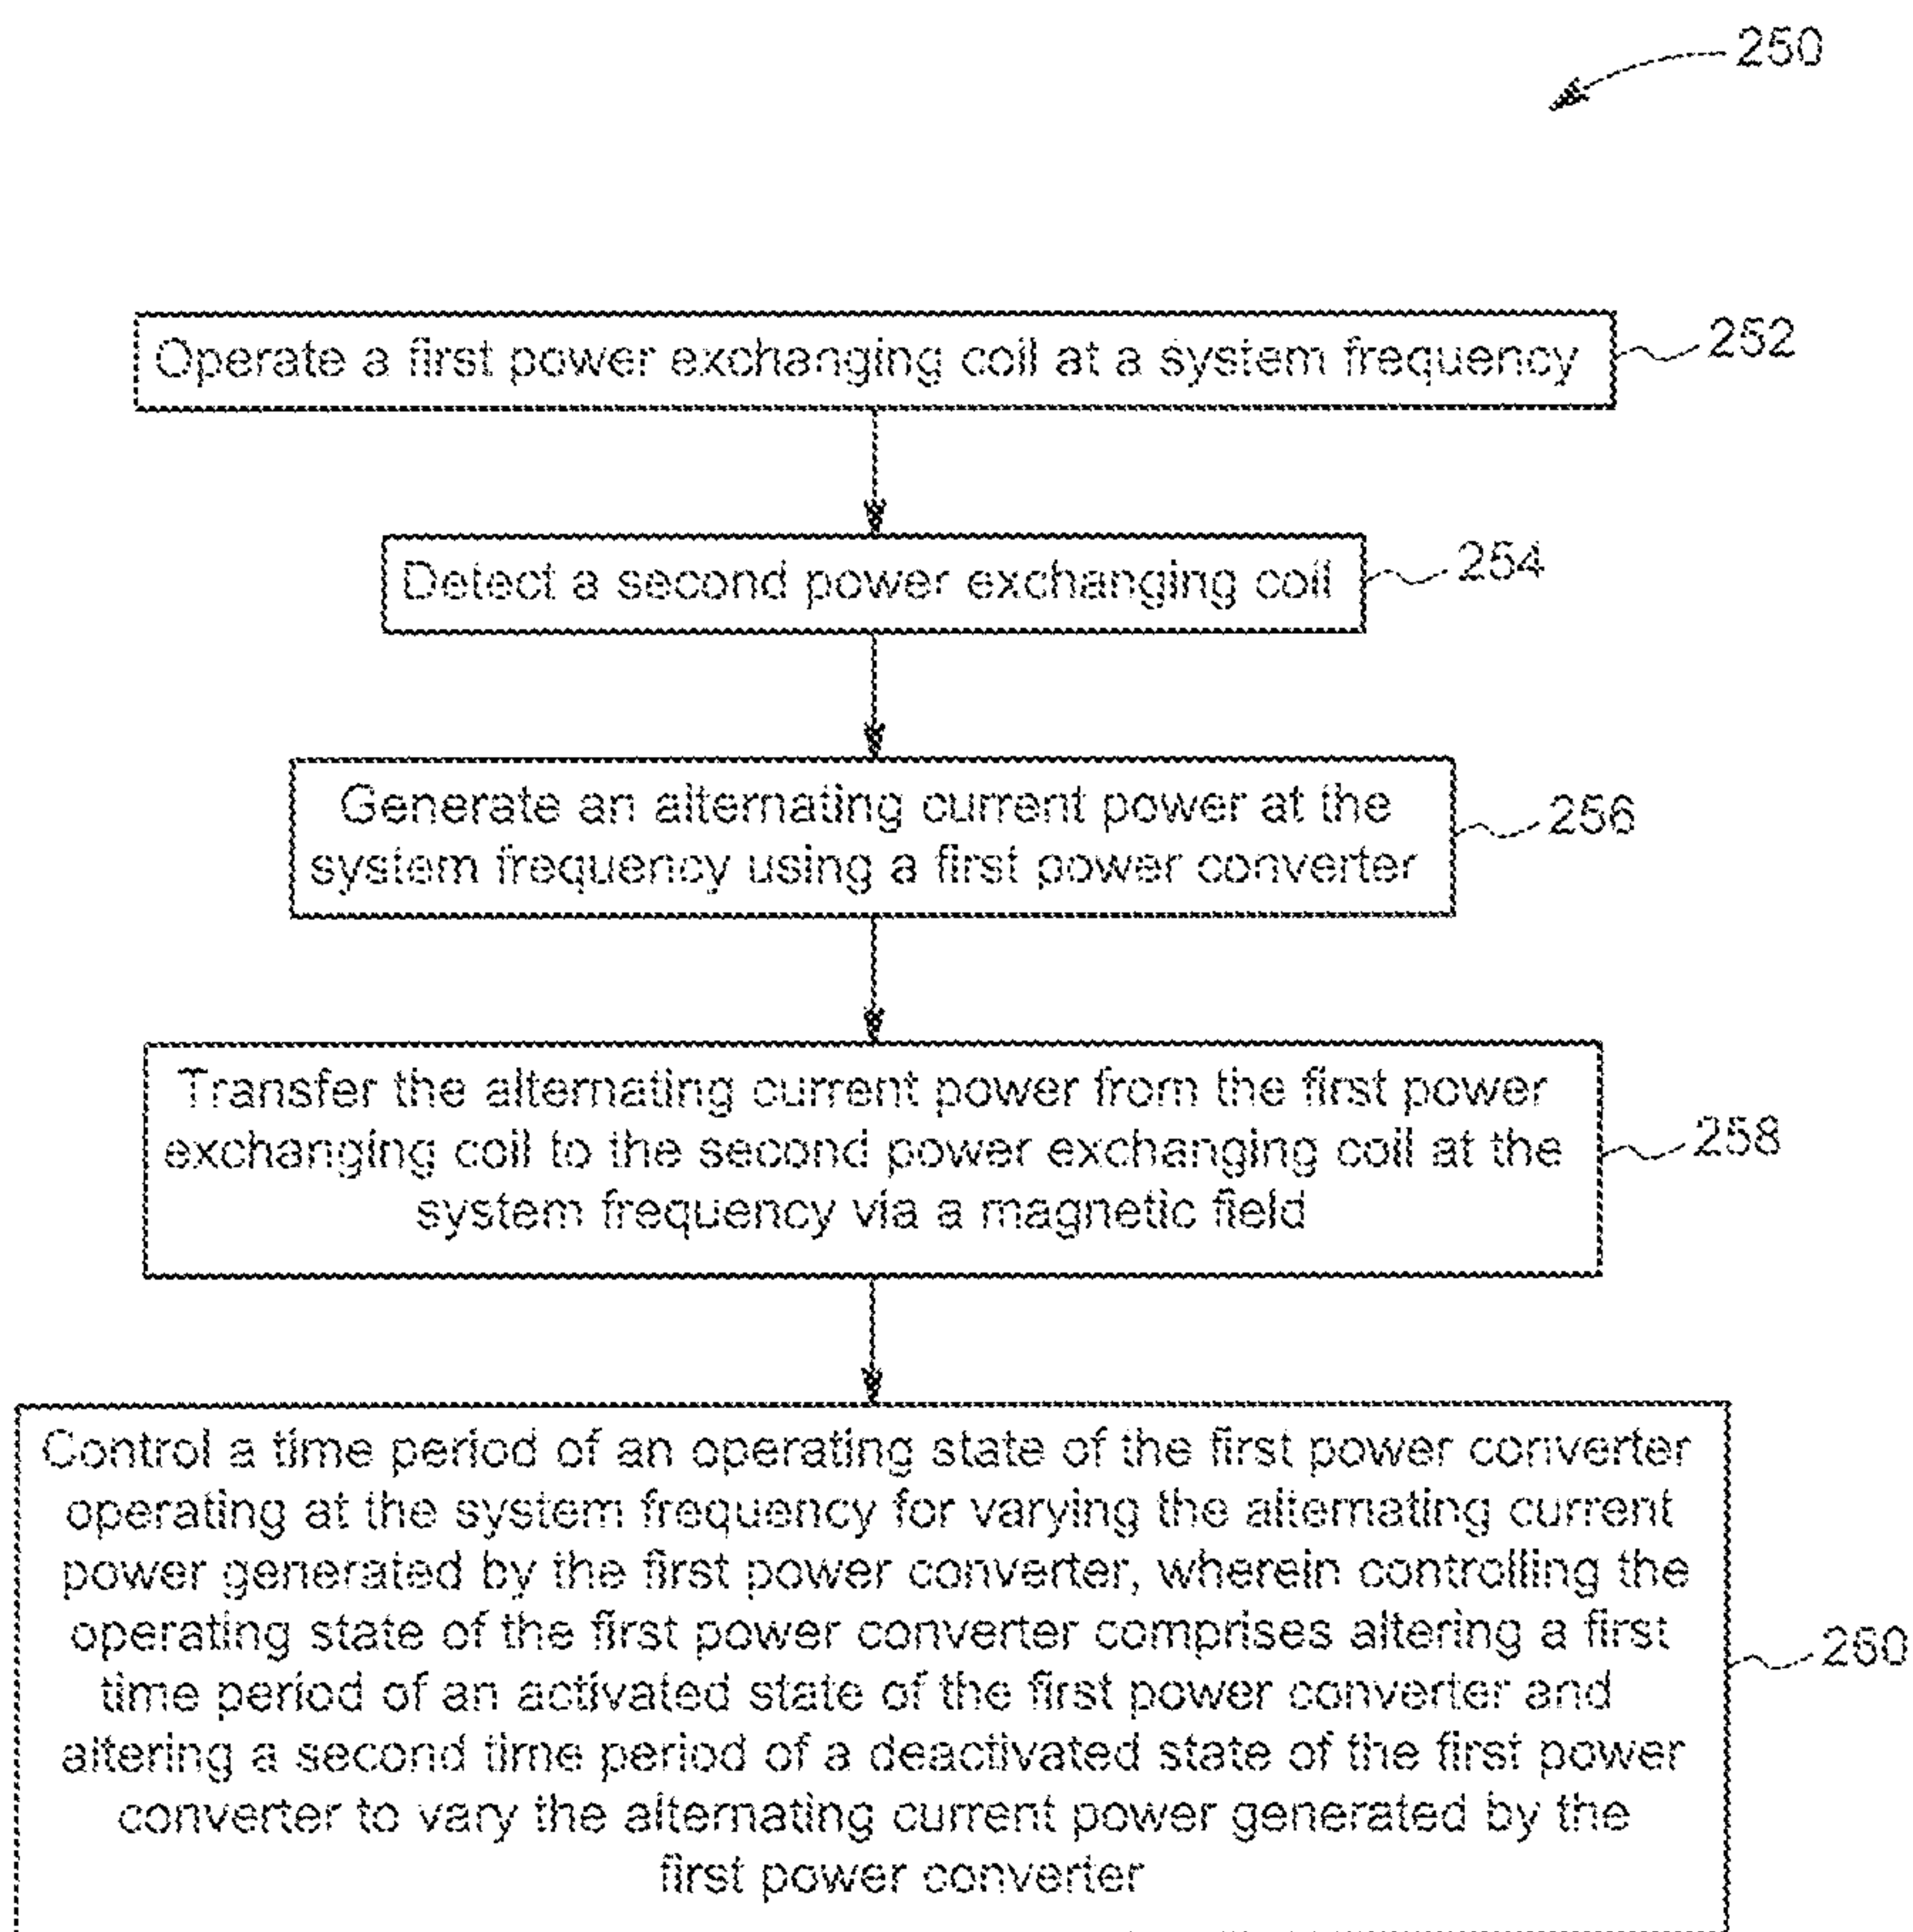 250
Operate a first power exchanging coil at a system frequency
252
Detect a second power exchanging coil
254
Generate an alternating current power at the
system frequency using a first power converter
256
Transfer the alternating current power from the first power
exchanging coil to the second power exchanging coil at the
system frequency via a magnetic field
258
Control a time period of an operating state of the first power converter
operating at the system frequency for varying the alternating current
power generated by the first power converter, wherein controlling the
operating state of the first power converter comprises altering a first
time period of an activated state of the first power converter and
altering a second time period of a deactivated state of the first power
converter to vary the alternating current power generated by the
first power converter
260